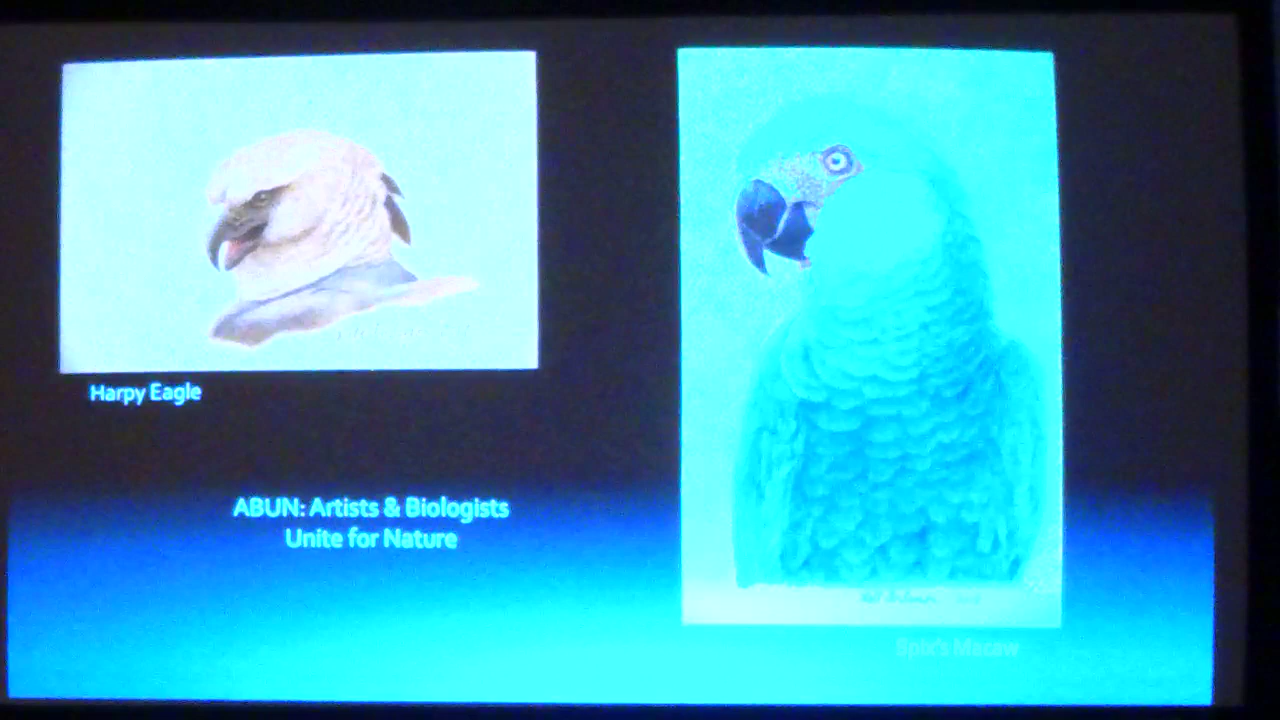 Harpy Eagle
ABUN: Artists & Biologists
Unite for Nature
Spix's Macaw